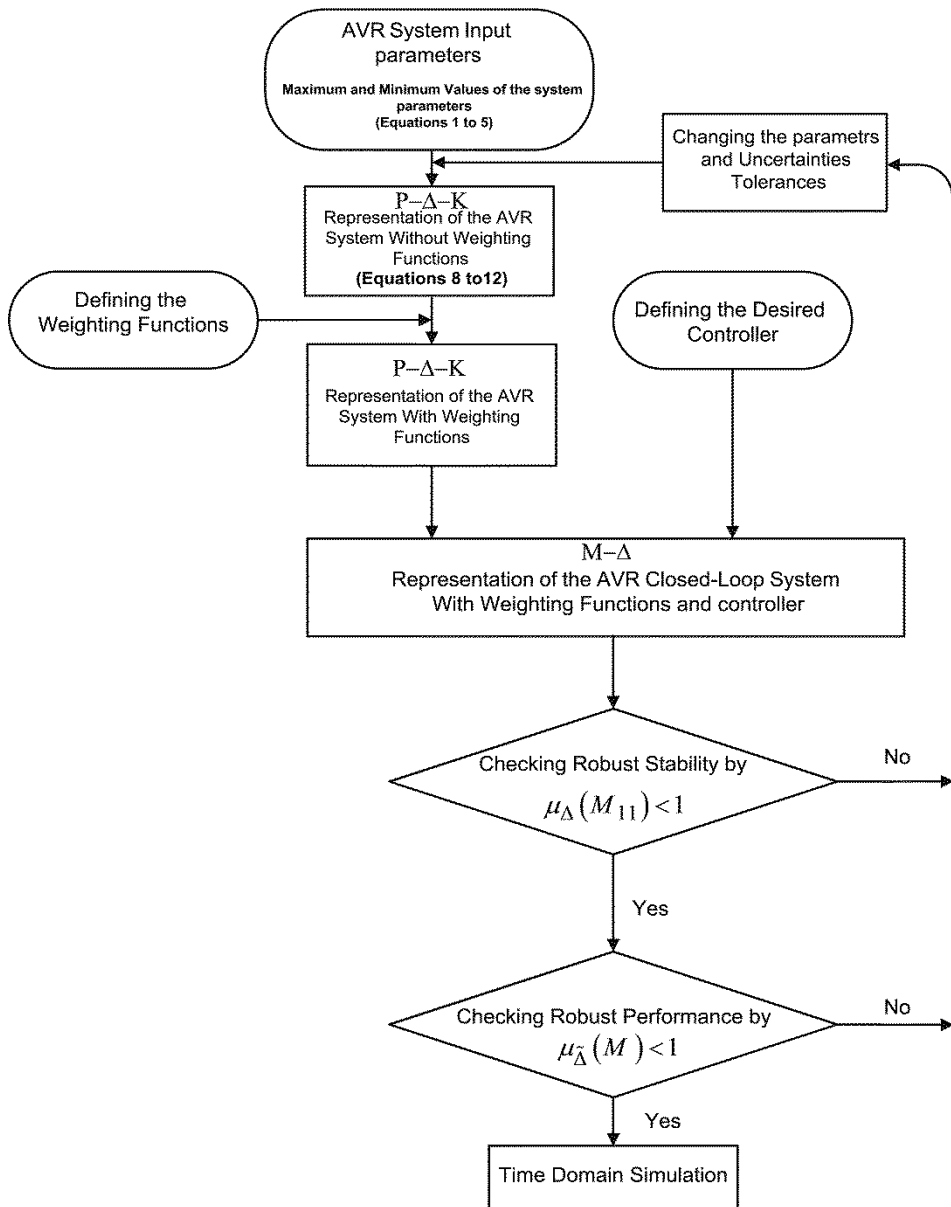 AVR System Input
parameters
Maximum and Minimum Values of the system
parameters
(Equations 1 to 5)
Changing the parametrs
and Uncertainties
Tolerances
P−Δ−K
Representation of the AVR
System Without Weighting
Functions
(Equations 8 to12)
Defining the
Weighting Functions
Defining the Desired
Controller
P−Δ−K
Representation of the AVR
System With Weighting
Functions
M−Δ
Representation of the AVR Closed-Loop System
With Weighting Functions and controller
Checking Robust Stability by
μ_Δ(M₁₁)<1
No
Yes
Checking Robust Performance by
μ_Δ̃(M)<1
No
Yes
Time Domain Simulation